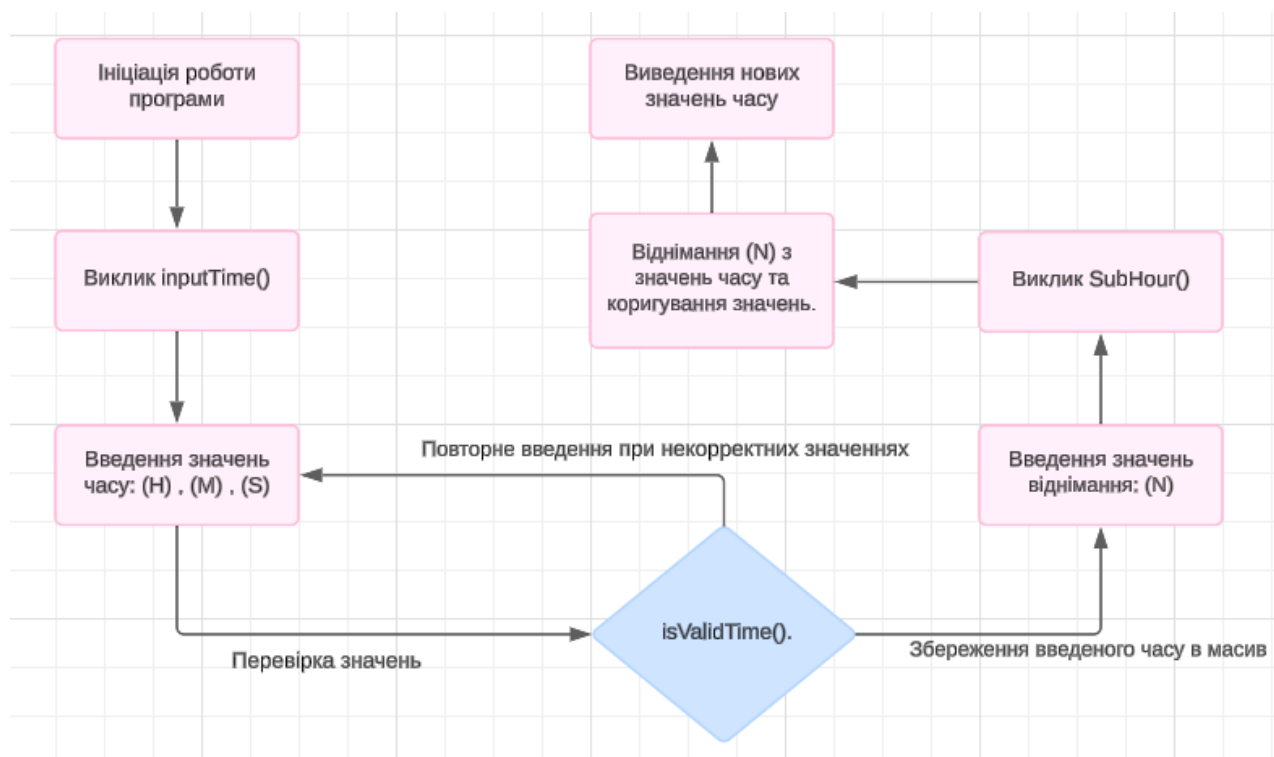 Ініціація роботи
програми
Виклик inputTime()
Введення значень
часу: (H) , (M) , (S)
Перевірка значень
isValidTime().
Повторне введення при некорректних значеннях
Збереження введеного часу в масив
Введення значень
віднімання: (N)
Виклик SubHour()
Віднімання (N) з
значень часу та
коригування значень.
Виведення нових
значень часу